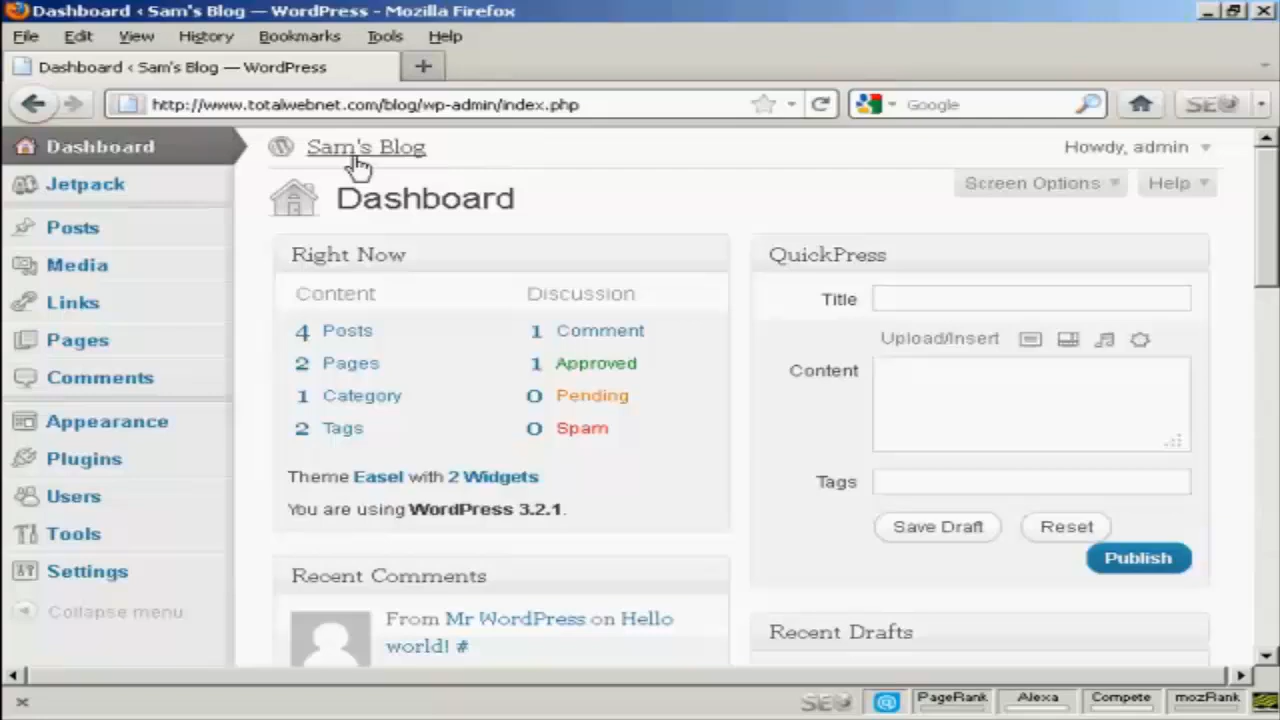 Dashboard ‹ Sam's Blog — WordPress - Mozilla Firefox
File Edit View History Bookmarks Tools Help
Dashboard ‹ Sam's Blog — WordPress
http://www.totalwebnet.com/blog/wp-admin/index.php
Google
SEO
Dashboard
Jetpack
Posts
Media
Links
Pages
Comments
Appearance
Plugins
Users
Tools
Settings
Collapse menu
Sam's Blog
Howdy, admin
Screen Options
Help
Dashboard
Right Now
Content Discussion
4 Posts 1 Comment
2 Pages 1 Approved
1 Category 0 Pending
2 Tags 0 Spam
Theme Easel with 2 Widgets
You are using WordPress 3.2.1.
Recent Comments
From Mr WordPress on Hello
world! #
QuickPress
Title
Upload/Insert
Content
Tags
Save Draft Reset
Publish
Recent Drafts
SEO PageRank Alexa Compete mozRank